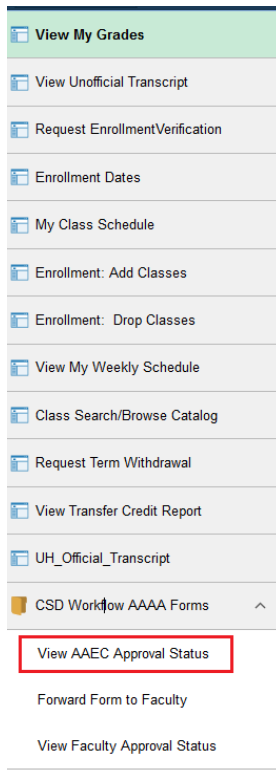 View My Grades
View Unofficial Transcript
Request EnrollmentVerification
Enrollment Dates
My Class Schedule
Enrollment: Add Classes
Enrollment: Drop Classes
View My Weekly Schedule
Class Search/Browse Catalog
Request Term Withdrawal
View Transfer Credit Report
UH_Official_Transcript
CSD Workflow AAAA Forms
View AAEC Approval Status
Forward Form to Faculty
View Faculty Approval Status